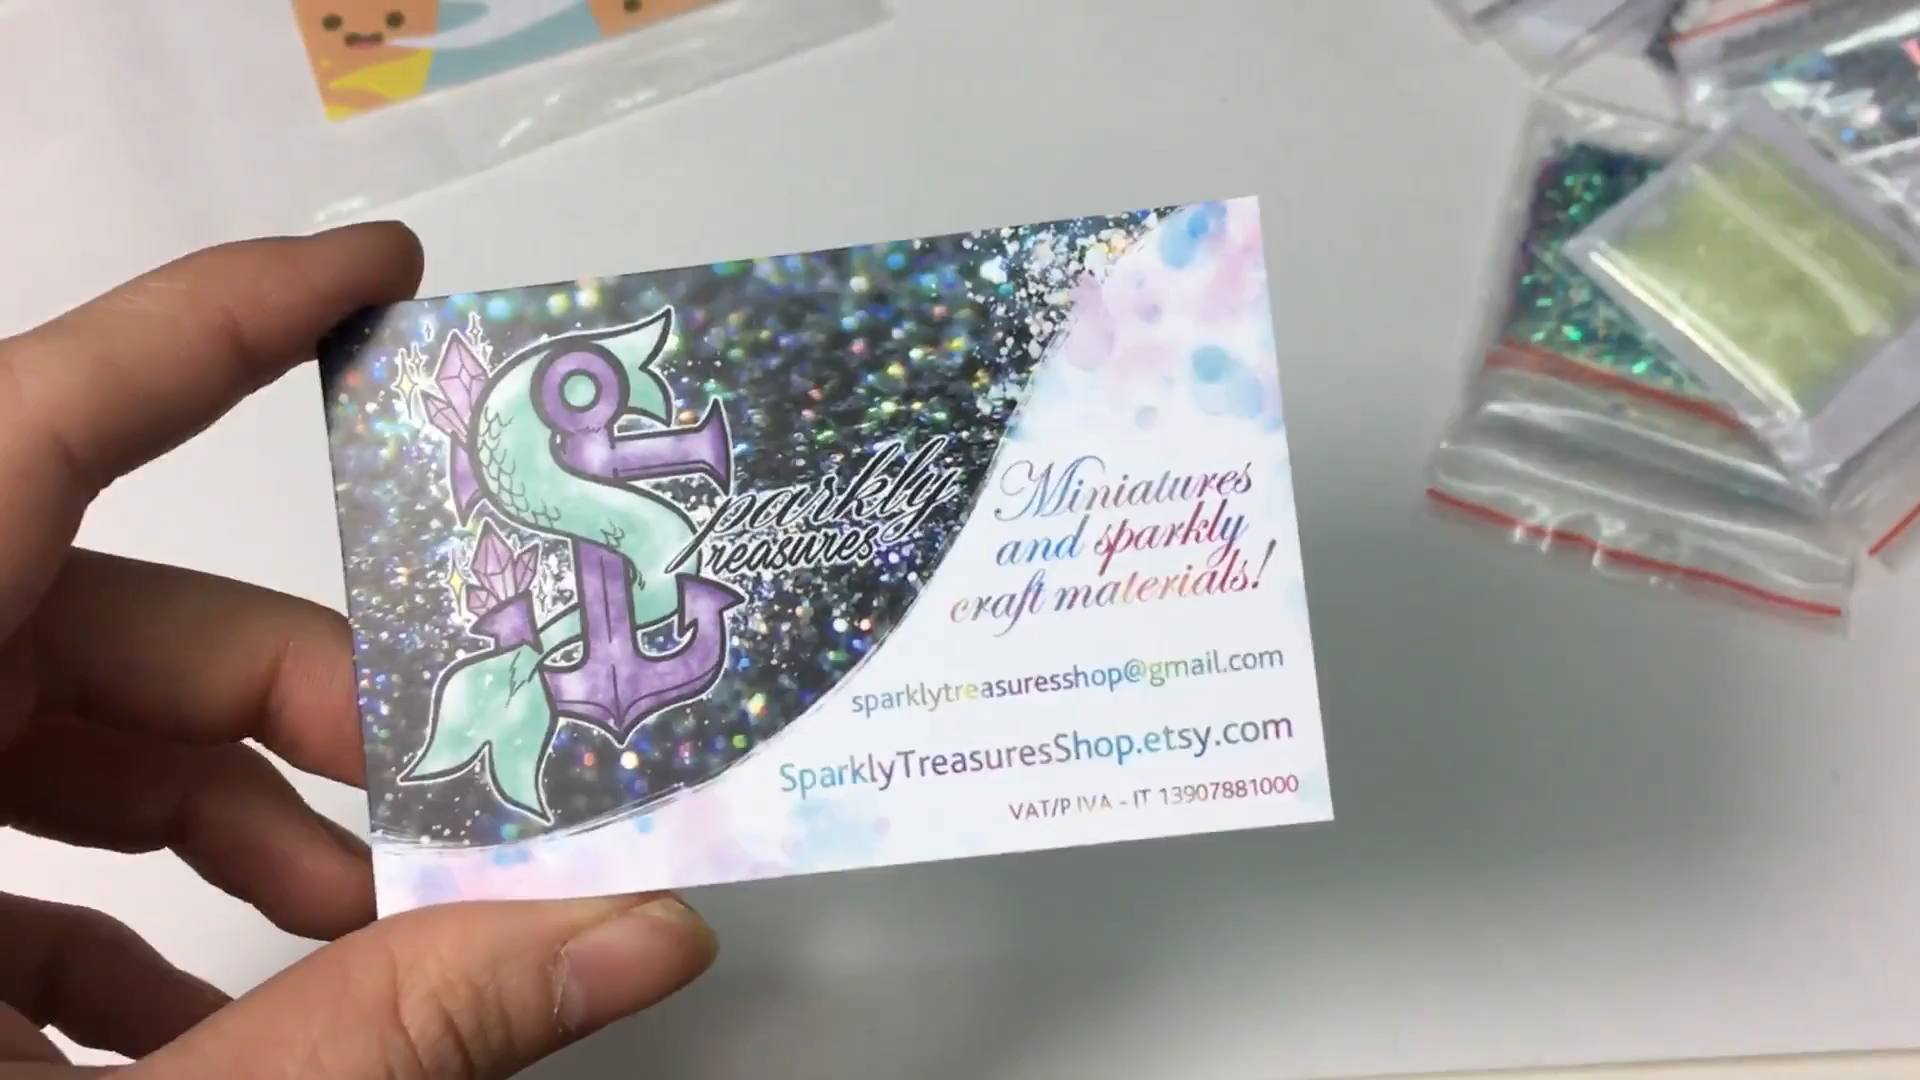 Sparkly
Treasures
Miniatures
and sparkly
craft materials!
sparklytreasuresshop@gmail.com
SparklyTreasuresShop.etsy.com
VAT/P IVA - IT 13907881000